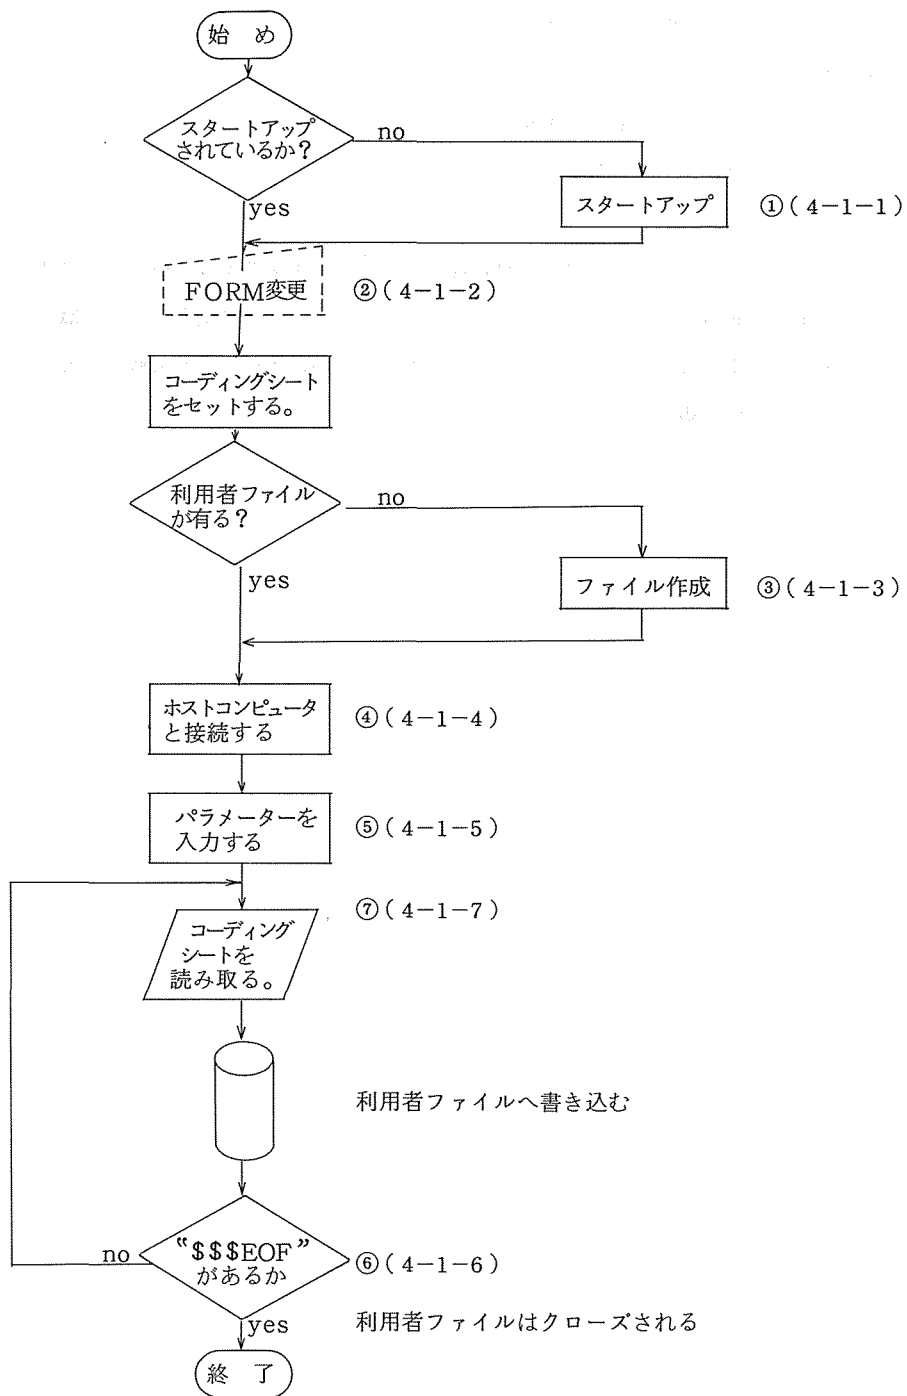 始 め
スタートアップ
されているか？
no
スタートアップ
①(4-1-1)
yes
FORM変更
②(4-1-2)
コーディングシート
をセットする。
利用者ファイル
が有る？
no
ファイル作成
③(4-1-3)
yes
ホストコンピュータ
と接続する
④(4-1-4)
パラメーターを
入力する
⑤(4-1-5)
⑦(4-1-7)
コーディング
シートを
読み取る。
利用者ファイルへ書き込む
“$$$EOF”
があるか
no
⑥(4-1-6)
yes
利用者ファイルはクローズされる
終 了